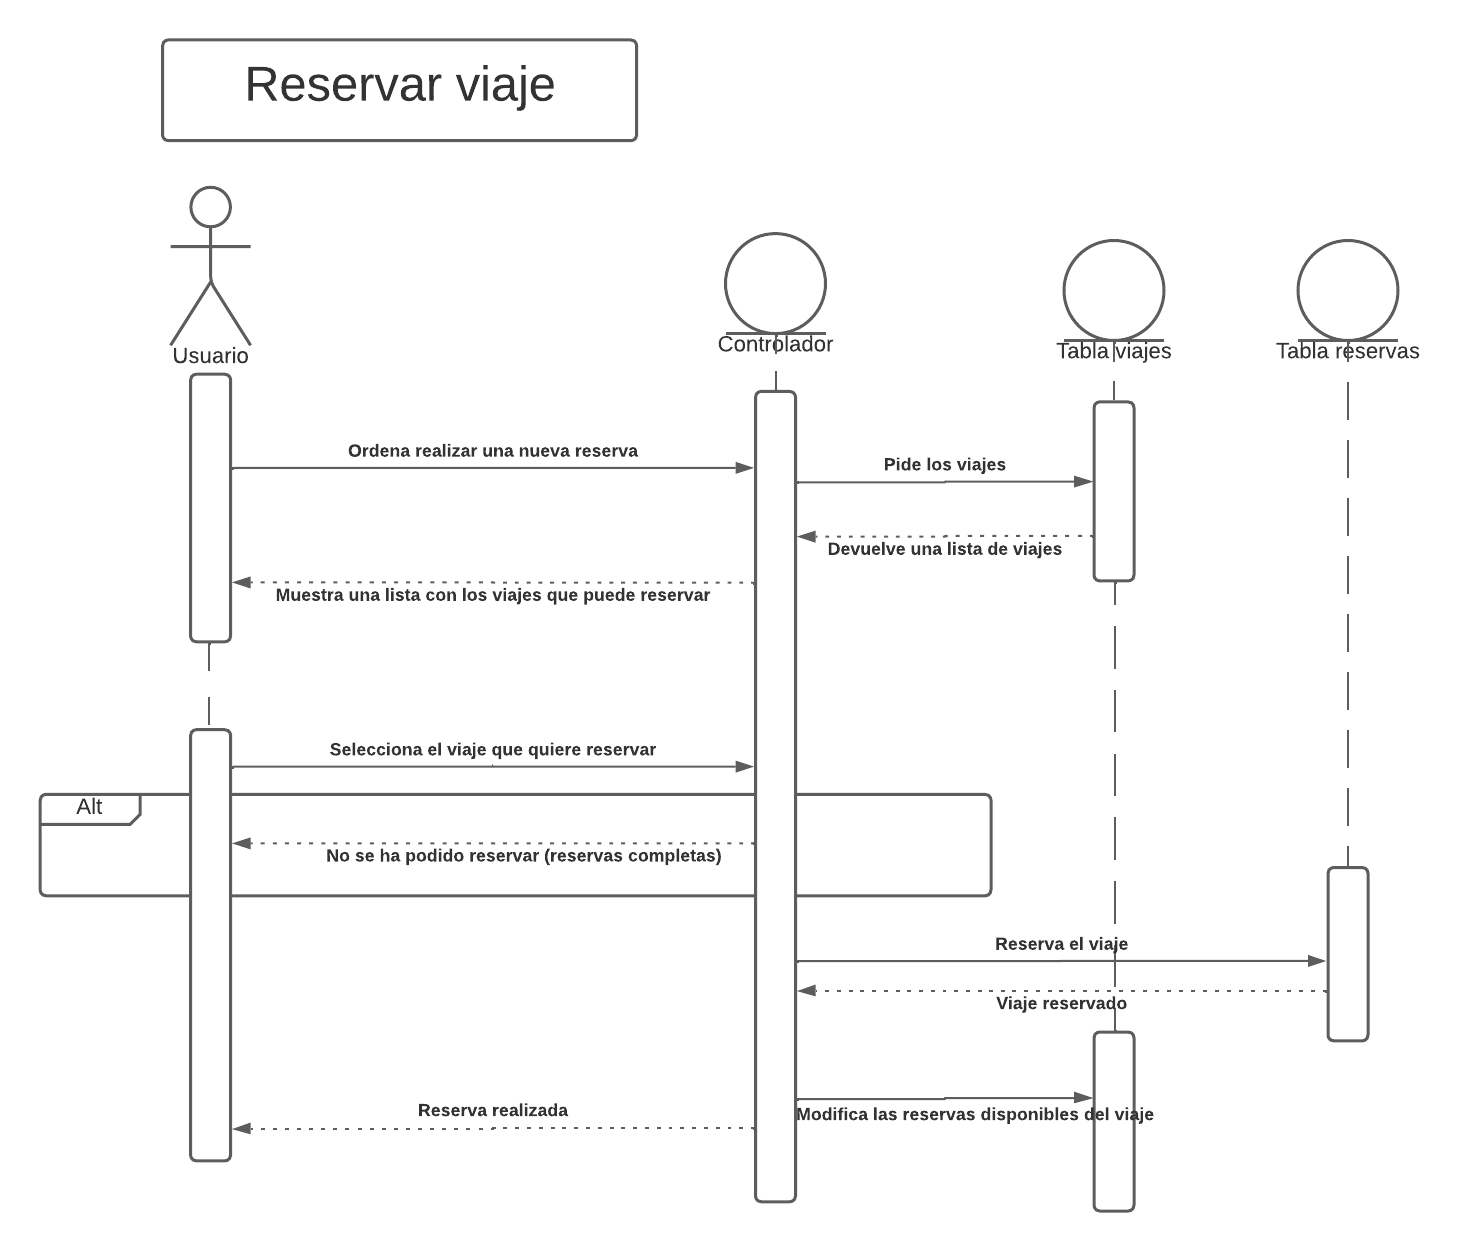 Reservar viaje
Usuario
Controlador
Tabla viajes
Tabla reservas
Ordena realizar una nueva reserva
Pide los viajes
Devuelve una lista de viajes
Muestra una lista con los viajes que puede reservar
Selecciona el viaje que quiere reservar
Alt
No se ha podido reservar (reservas completas)
Reserva el viaje
Viaje reservado
Modifica las reservas disponibles del viaje
Reserva realizada